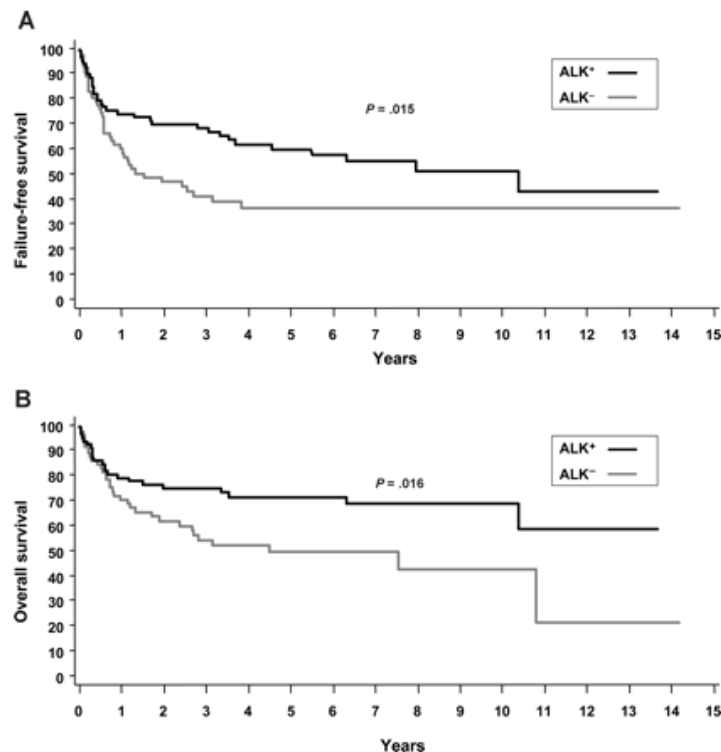 A
100
90
80
70
60
50
40
30
20
10
0
Failure-free survival
ALK⁺
ALK⁻
P = .015
0 1 2 3 4 5 6 7 8 9 10 11 12 13 14 15
Years
B
100
90
80
70
60
50
40
30
20
10
0
Overall survival
ALK⁺
ALK⁻
P = .016
0 1 2 3 4 5 6 7 8 9 10 11 12 13 14 15
Years